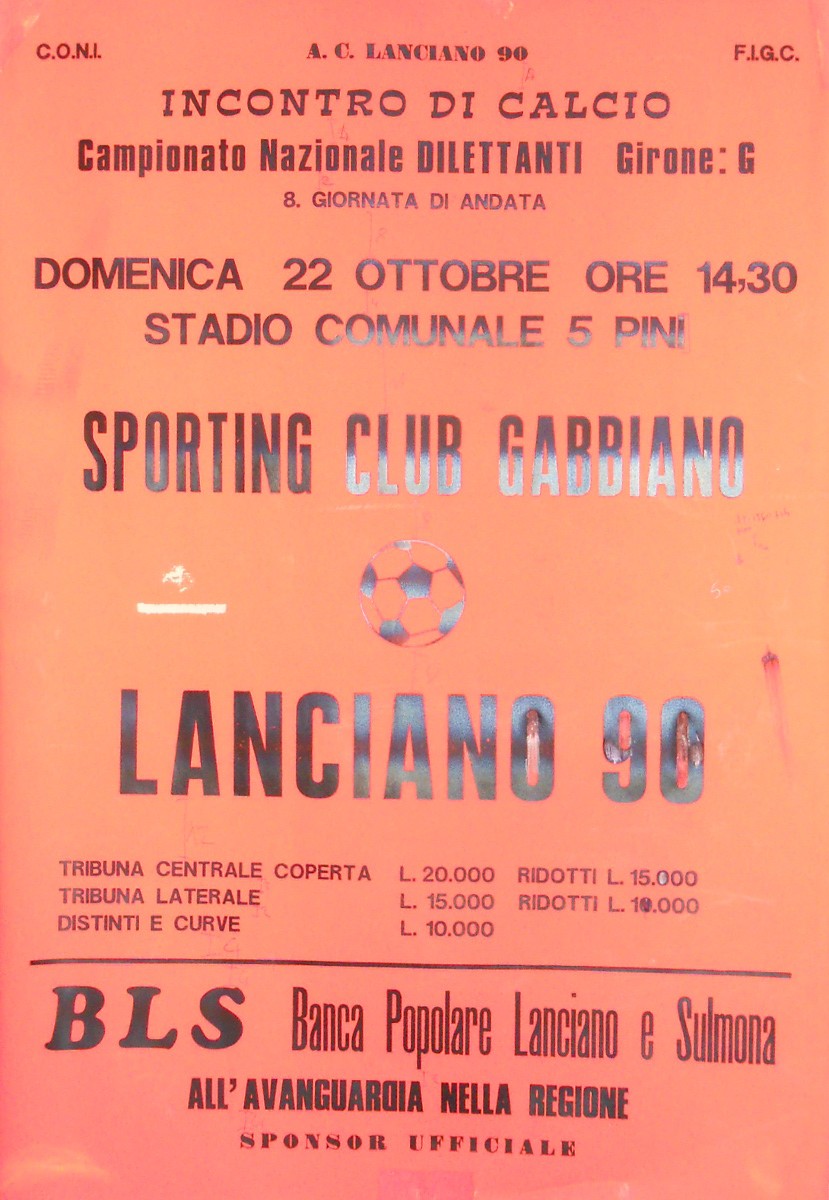 C.O.N.I. A. C. LANCIANO 90 F.I.G.C.
INCONTRO DI CALCIO
Campionato Nazionale DILETTANTI Girone: G
8. GIORNATA DI ANDATA
DOMENICA 22 OTTOBRE ORE 14,30
STADIO COMUNALE 5 PINI
SPORTING CLUB GABBIANO
LANCIANO 90
TRIBUNA CENTRALE COPERTA L. 20.000 RIDOTTI L. 15.000
TRIBUNA LATERALE L. 15.000 RIDOTTI L. 10.000
DISTINTI E CURVE L. 10.000
BLS Banca Popolare Lanciano e Sulmona
ALL'AVANGUARDIA NELLA REGIONE
SPONSOR UFFICIALE